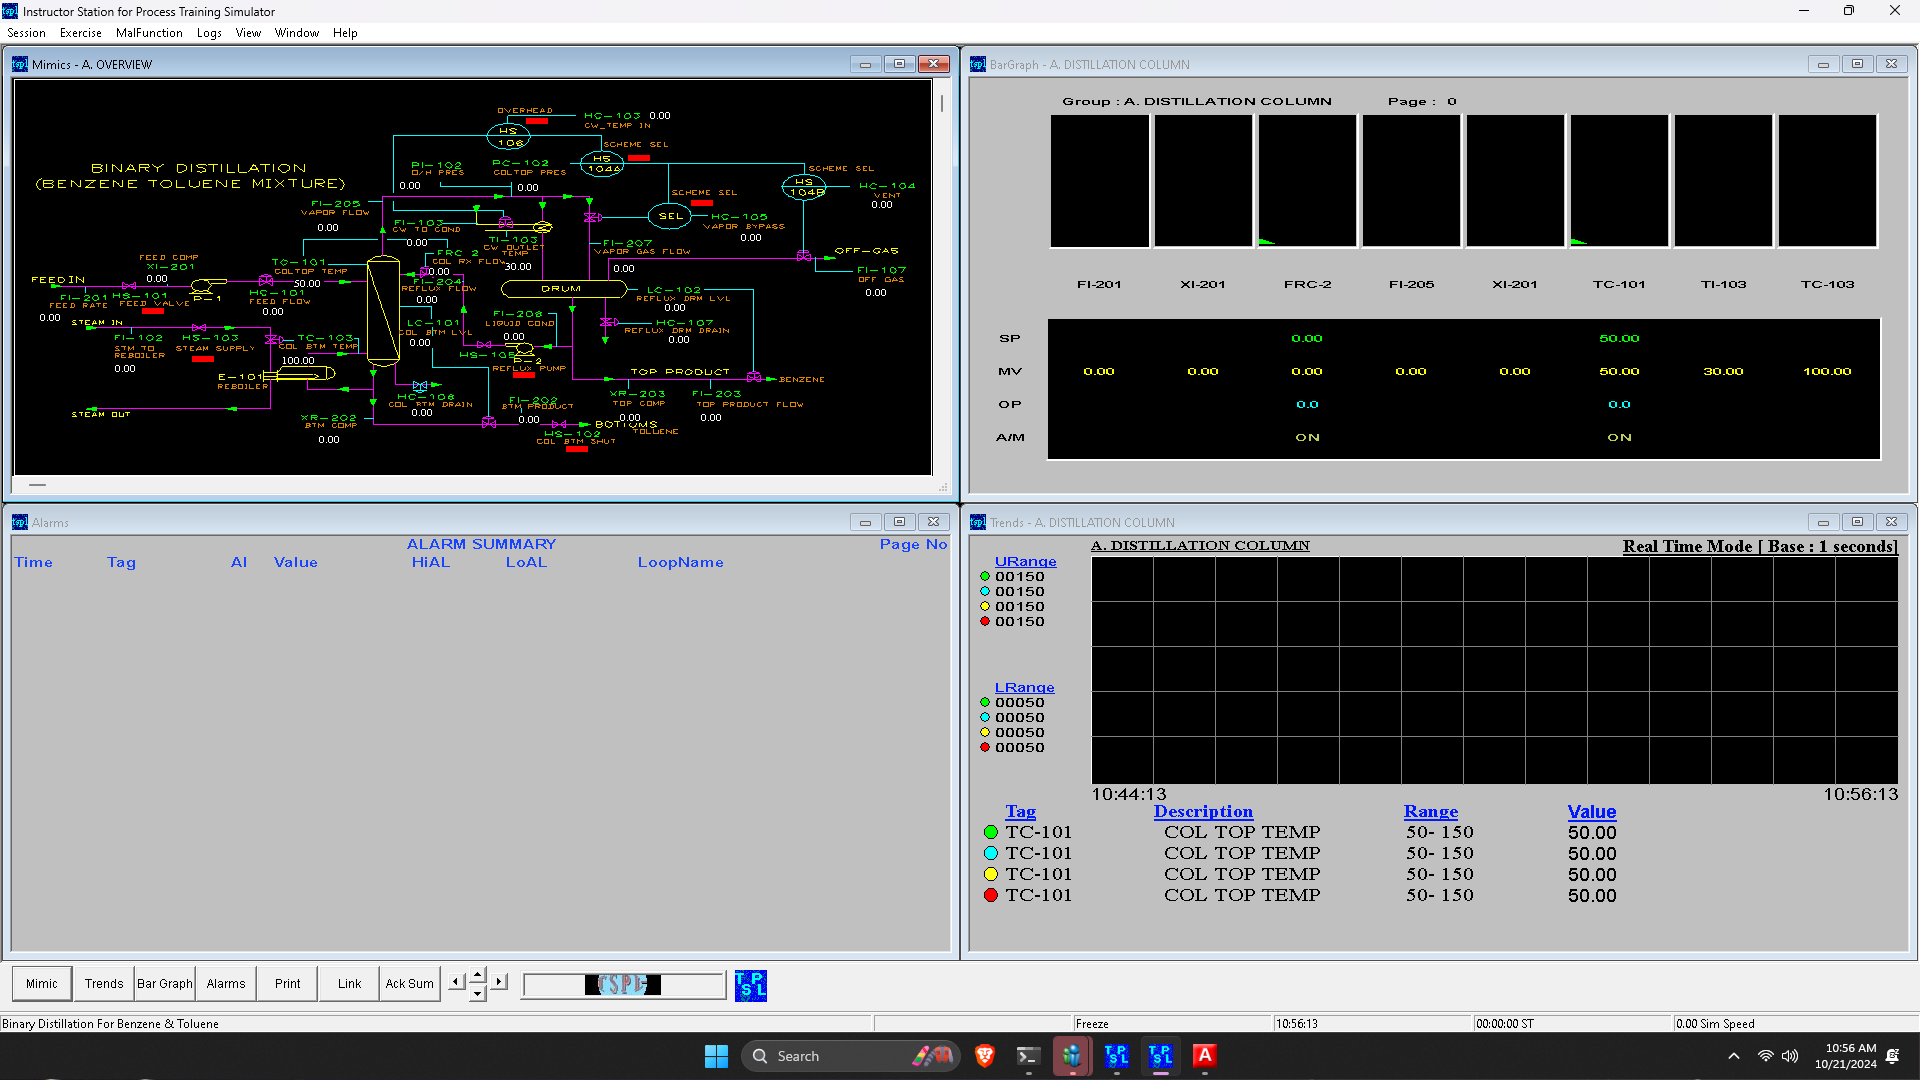 Instructor Station for Process Training Simulator
Session Exercise MalFunction Logs View Window Help
Mimics - A. OVERVIEW
OVERHEAD
HC-103 0.00
CW_TEMP IN
HS
106
SCHEME SEL
BINARY DISTILLATION
(BENZENE TOLUENE MIXTURE)
PI-102
O/H PRES
0.00
PC-102
COLTOP PRES
0.00
HS
104A
SCHEME SEL
HS
104B
HC-104
VENT
0.00
SCHEME SEL
SEL
HC-105
VAPOR BYPASS
0.00
FI-205
VAPOR FLOW
0.00
FI-103
CW TO COND
0.00
TI-103
CW OUTLET
TEMP
30.00
FI-207
VAPOR GAS FLOW
0.00
OFF-GAS
FI-107
OFF GAS
0.00
FRC 2
COL RX FLOW
0.00
FI-204
REFLUX FLOW
0.00
FEED COMP
XI-201
0.00
TC-101
COLTOP TEMP
50.00
FEED IN
FI-201
FEED RATE
0.00
HS-101
FEED VALVE
P-1
HC-101
FEED FLOW
0.00
DRUM
LC-102
REFLUX DRM LVL
0.00
HC-107
REFLUX DRM DRAIN
0.00
FI-206
LIQUID COND
0.00
STEAM IN
FI-102
STM TO
REBOILER
0.00
HS-103
STEAM SUPPLY
TC-103
COL BTM TEMP
100.00
LC-101
COL BTM LVL
0.00
HS-105
P-2
REFLUX PUMP
E-101
REBOILER
STEAM OUT
TOP PRODUCT
BENZENE
HC-106
COL BTM DRAIN
0.00
FI-202
BTM PRODUCT
0.00
XR-203
TOP COMP
0.00
FI-203
TOP PRODUCT FLOW
0.00
XR-202
BTM COMP
0.00
BOTTOMS
TOLUENE
HS-102
COL BTM SHUT
BarGraph - A. DISTILLATION COLUMN
Group : A. DISTILLATION COLUMN Page : 0
FI-201 XI-201 FRC-2 FI-205 XI-201 TC-101 TI-103 TC-103
SP 0.00 50.00
MV 0.00 0.00 0.00 0.00 0.00 50.00 30.00 100.00
OP 0.0 0.0
A/M ON ON
Alarms
ALARM SUMMARY Page No
Time Tag Al Value HiAL LoAL LoopName
Trends - A. DISTILLATION COLUMN
A. DISTILLATION COLUMN Real Time Mode [ Base : 1 seconds]
URange
00150
00150
00150
00150
LRange
00050
00050
00050
00050
10:44:13 10:56:13
Tag Description Range Value
TC-101 COL TOP TEMP 50- 150 50.00
TC-101 COL TOP TEMP 50- 150 50.00
TC-101 COL TOP TEMP 50- 150 50.00
TC-101 COL TOP TEMP 50- 150 50.00
Mimic Trends Bar Graph Alarms Print Link Ack Sum
TSPL
TPSL
Binary Distillation For Benzene & Toluene Freeze 10:56:13 00:00:00 ST 0.00 Sim Speed
Search
10:56 AM
10/21/2024